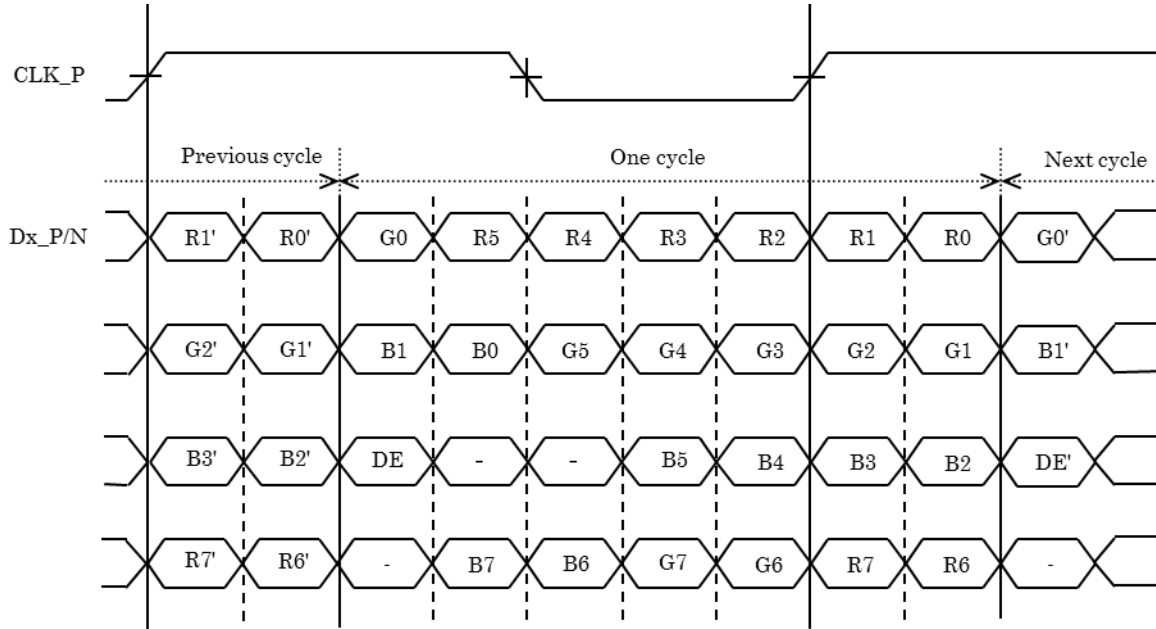 CLK_P
Previous cycle One cycle Next cycle
Dx_P/N R1' R0' G0 R5 R4 R3 R2 R1 R0 G0'
G2' G1' B1 B0 G5 G4 G3 G2 G1 B1'
B3' B2' DE - - B5 B4 B3 B2 DE'
R7' R6' - B7 B6 G7 G6 R7 R6 -